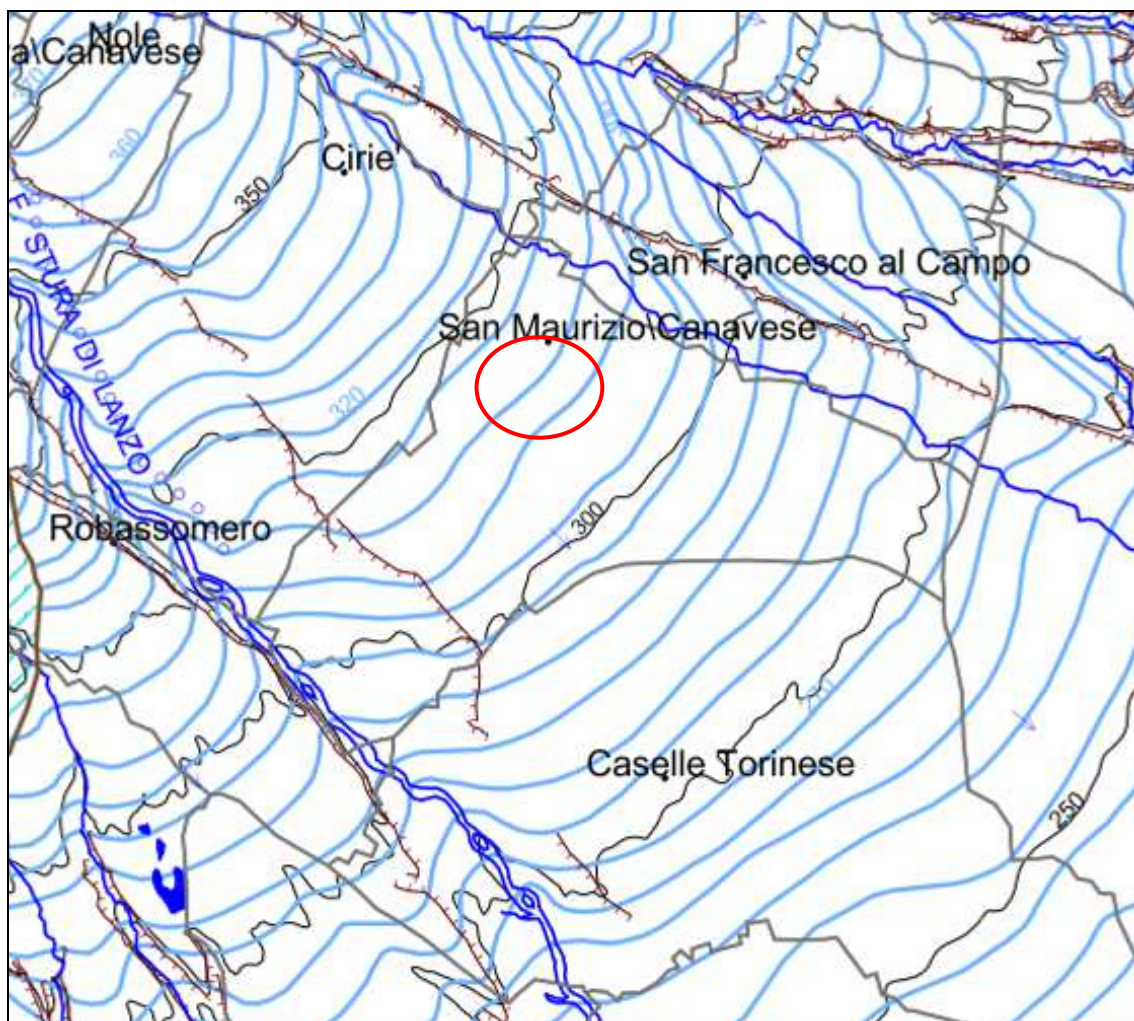 Nole
a\Canavese
360
350
Cirie'
F. STURA DI LANZO
San Francesco al Campo
San Maurizio\Canavese
320
300
Robassomero
Caselle Torinese
250